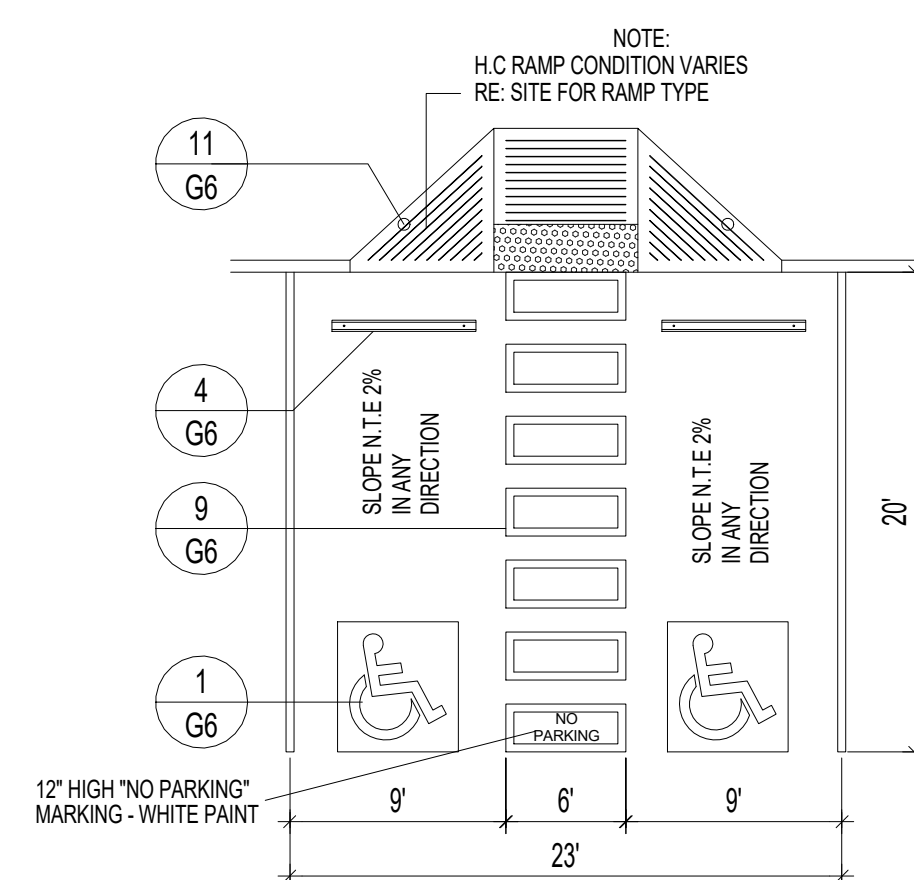 NOTE:
H.C RAMP CONDITION VARIES
RE: SITE FOR RAMP TYPE
11
G6
4
G6
SLOPE N.T.E 2%
IN ANY
DIRECTION
SLOPE N.T.E 2%
IN ANY
DIRECTION
20'
9
G6
1
G6
NO
PARKING
12" HIGH "NO PARKING"
MARKING - WHITE PAINT
9'
6'
9'
23'